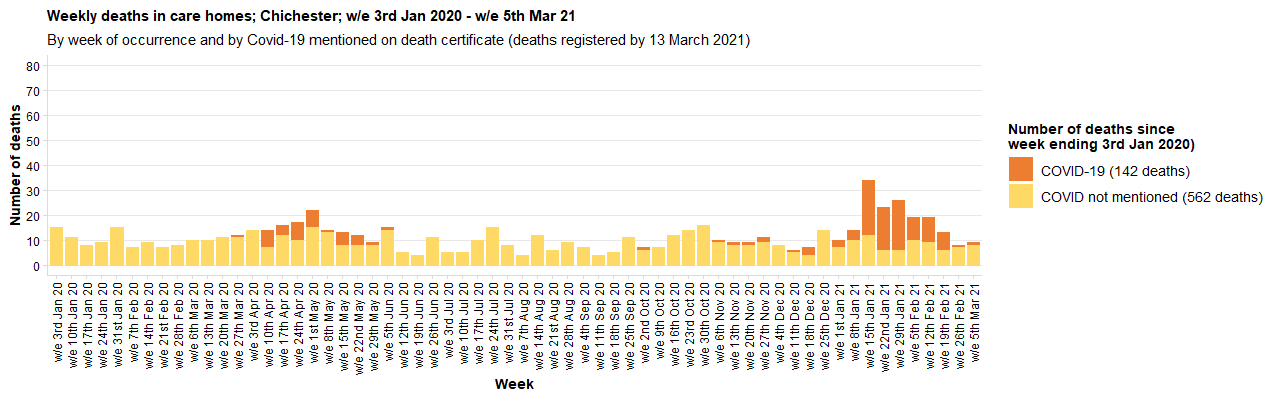 Weekly deaths in care homes; Chichester; w/e 3rd Jan 2020 - w/e 5th Mar 21
By week of occurrence and by Covid-19 mentioned on death certificate (deaths registered by 13 March 2021)
Number of deaths
80
70
60
50
40
30
20
10
0
w/e 3rd Jan 20
w/e 10th Jan 20
w/e 17th Jan 20
w/e 24th Jan 20
w/e 31st Jan 20
w/e 7th Feb 20
w/e 14th Feb 20
w/e 21st Feb 20
w/e 28th Feb 20
w/e 6th Mar 20
w/e 13th Mar 20
w/e 20th Mar 20
w/e 27th Mar 20
w/e 3rd Apr 20
w/e 10th Apr 20
w/e 17th Apr 20
w/e 24th Apr 20
w/e 1st May 20
w/e 8th May 20
w/e 15th May 20
w/e 22nd May 20
w/e 29th May 20
w/e 5th Jun 20
w/e 12th Jun 20
w/e 19th Jun 20
w/e 26th Jun 20
w/e 3rd Jul 20
w/e 10th Jul 20
w/e 17th Jul 20
w/e 24th Jul 20
w/e 31st Jul 20
w/e 7th Aug 20
w/e 14th Aug 20
w/e 21st Aug 20
w/e 28th Aug 20
w/e 4th Sep 20
w/e 11th Sep 20
w/e 18th Sep 20
w/e 25th Sep 20
w/e 2nd Oct 20
w/e 9th Oct 20
w/e 16th Oct 20
w/e 23rd Oct 20
w/e 30th Oct 20
w/e 6th Nov 20
w/e 13th Nov 20
w/e 20th Nov 20
w/e 27th Nov 20
w/e 4th Dec 20
w/e 11th Dec 20
w/e 18th Dec 20
w/e 25th Dec 20
w/e 1st Jan 21
w/e 8th Jan 21
w/e 15th Jan 21
w/e 22nd Jan 21
w/e 29th Jan 21
w/e 5th Feb 21
w/e 12th Feb 21
w/e 19th Feb 21
w/e 26th Feb 21
w/e 5th Mar 21
Week
Number of deaths since
week ending 3rd Jan 2020)
COVID-19 (142 deaths)
COVID not mentioned (562 deaths)